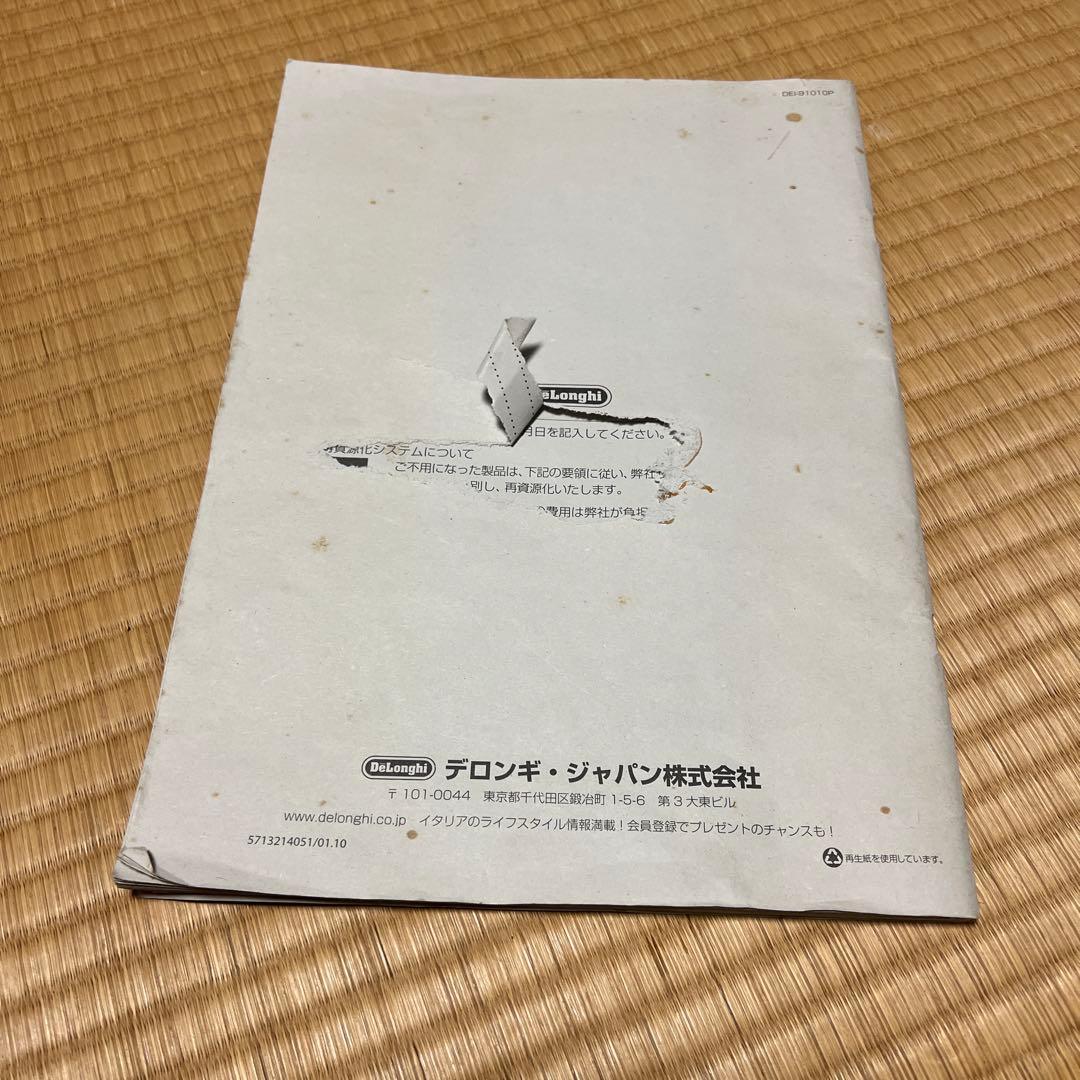 DEI-91010P
eLonghi
月日を記入してください。
資源化システムについて
ご不用になった製品は、下記の要領に従い、弊社
別し、再資源化いたします。
費用は弊社が負担
DeLonghi デロンギ・ジャパン株式会社
〒101-0044 東京都千代田区鍛冶町 1-5-6 第3大東ビル
www.delonghi.co.jp イタリアのライフスタイル情報満載！会員登録でプレゼントのチャンスも！
5713214051/01.10
再生紙を使用しています。